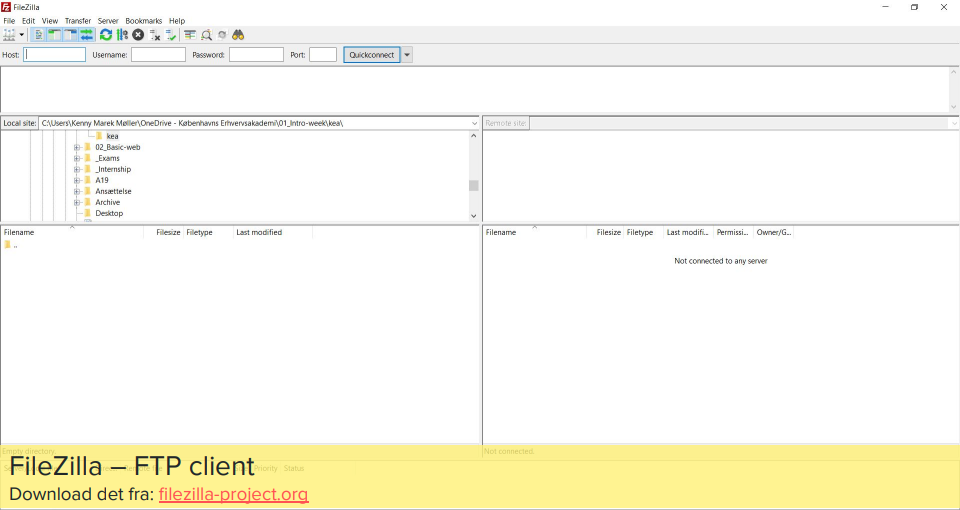 FileZilla
File Edit View Transfer Server Bookmarks Help
Host: Username: Password: Port: Quickconnect
Local site: C:\Users\Kenny Marek Møller\OneDrive - Københavns Erhvervsakademi\01_Intro-week\kea\
Remote site:
kea
02_Basic-web
_Exams
_Internship
A19
Ansættelse
Archive
Desktop
Filename Filesize Filetype Last modified
..
Filename Filesize Filetype Last modifi... Permissi... Owner/G...
Not connected to any server
Empty directory.
Not connected.
Priority Status
FileZilla – FTP client
Download det fra: filezilla-project.org